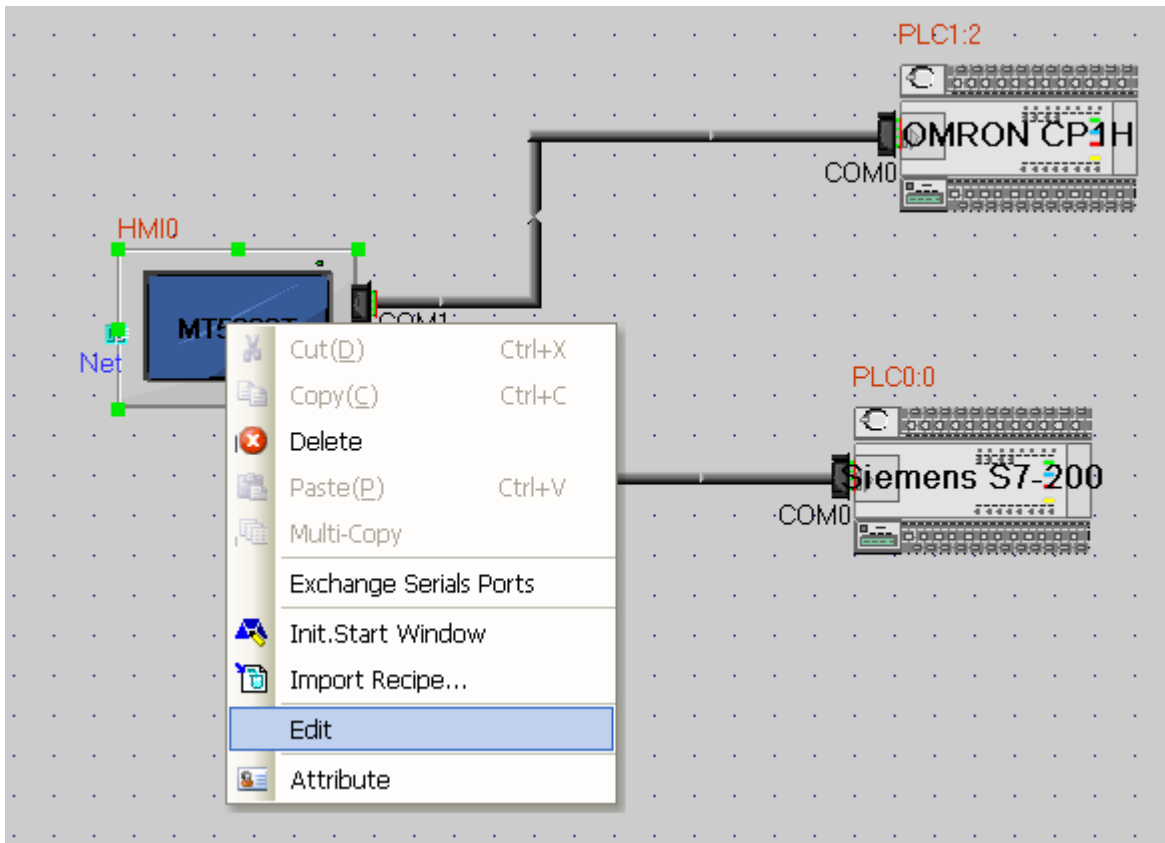 PLC1:2
OMRON CP1H
COM0
HMI0
COM1
Net
Cut(D) Ctrl+X
Copy(C) Ctrl+C
Delete
Paste(P) Ctrl+V
Multi-Copy
Exchange Serials Ports
Init.Start Window
Import Recipe...
Edit
Attribute
PLC0:0
Siemens S7-200
COM0